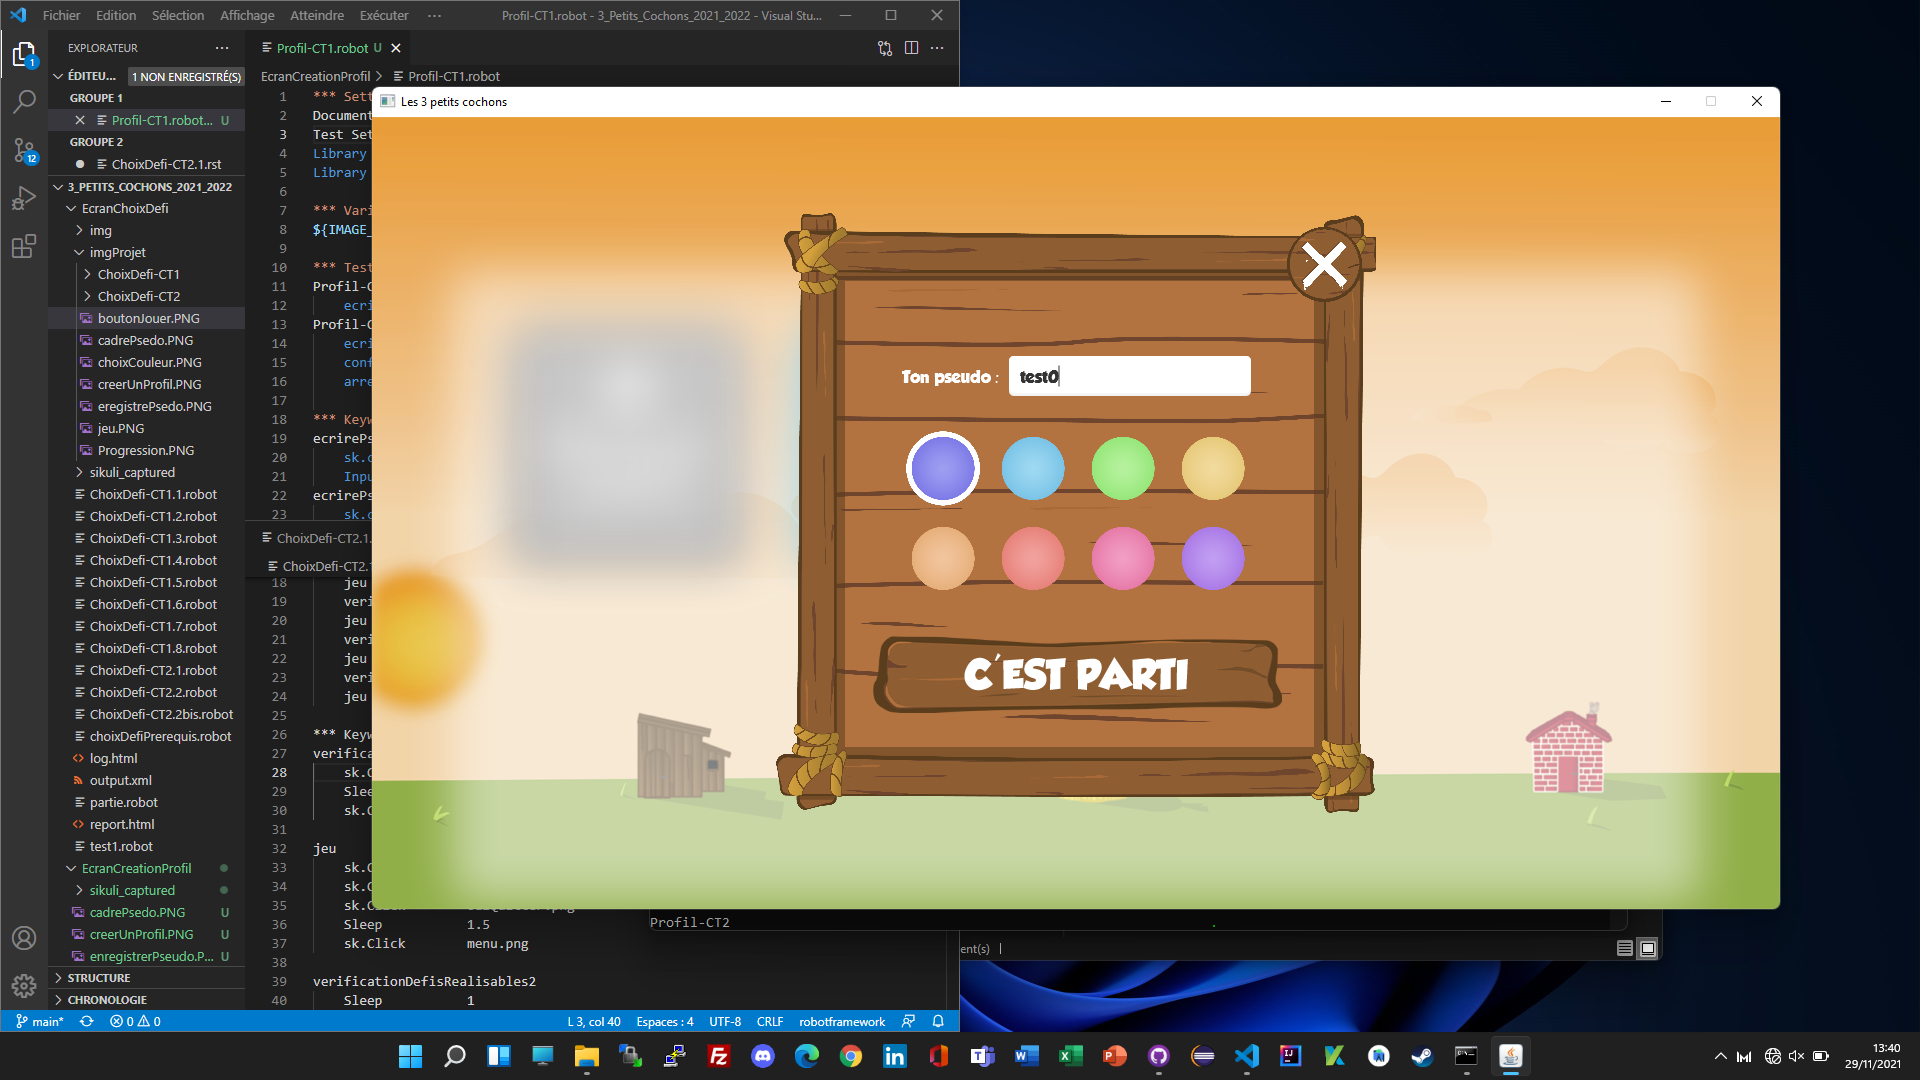 Fichier Edition Sélection Affichage Atteindre Exécuter ··· Profil-CT1.robot - 3_Petits_Cochons_2021_2022 - Visual Stu...
EXPLORATEUR
ÉDITEU... 1 NON ENREGISTRÉ(S)
GROUPE 1
Profil-CT1.robot... U
GROUPE 2
ChoixDefi-CT2.1.rst
3_PETITS_COCHONS_2021_2022
EcranChoixDefi
img
imgProjet
ChoixDefi-CT1
ChoixDefi-CT2
boutonJouer.PNG
cadrePsedo.PNG
choixCouleur.PNG
creerUnProfil.PNG
eregistrePsedo.PNG
jeu.PNG
Progression.PNG
sikuli_captured
ChoixDefi-CT1.1.robot
ChoixDefi-CT1.2.robot
ChoixDefi-CT1.3.robot
ChoixDefi-CT1.4.robot
ChoixDefi-CT1.5.robot
ChoixDefi-CT1.6.robot
ChoixDefi-CT1.7.robot
ChoixDefi-CT1.8.robot
ChoixDefi-CT2.1.robot
ChoixDefi-CT2.2.robot
ChoixDefi-CT2.2bis.robot
choixDefiPrerequis.robot
log.html
output.xml
partie.robot
report.html
test1.robot
EcranCreationProfil
sikuli_captured
cadrePsedo.PNG U
creerUnProfil.PNG U
enregistrerPseudo.P... U
STRUCTURE
CHRONOLOGIE
1
12
Profil-CT1.robot U
EcranCreationProfil > Profil-CT1.robot
1 *** Sett
2 Document
3 Test Set
4 Library
5 Library
6
7 *** Vari
8 ${IMAGE_
9
10 *** Test
11 Profil-C
12 ecri
13 Profil-C
14 ecri
15 conf
16 arre
17
18 *** Keyw
19 ecrirePs
20 sk.c
21 Inpu
22 ecrirePs
23 sk.c
ChoixDefi-CT2.1.
ChoixDefi-CT2.1
18 jeu
19 veri
20 jeu
21 veri
22 jeu
23 veri
24 jeu
25
26 *** Keyw
27 verifica
28 sk.C
29 Slee
30 sk.C
31
32 jeu
33 sk.C
34 sk.C
35
36 Sleep 1.5
37 sk.Click menu.png
38
39 verificationDefisRealisables2
40 Sleep 1
Les 3 petits cochons
Ton pseudo : test0
C'EST PARTI
Profil-CT2 .
ent(s)
main* 0 0 L 3, col 40 Espaces : 4 UTF-8 CRLF robotframework
13:40
29/11/2021